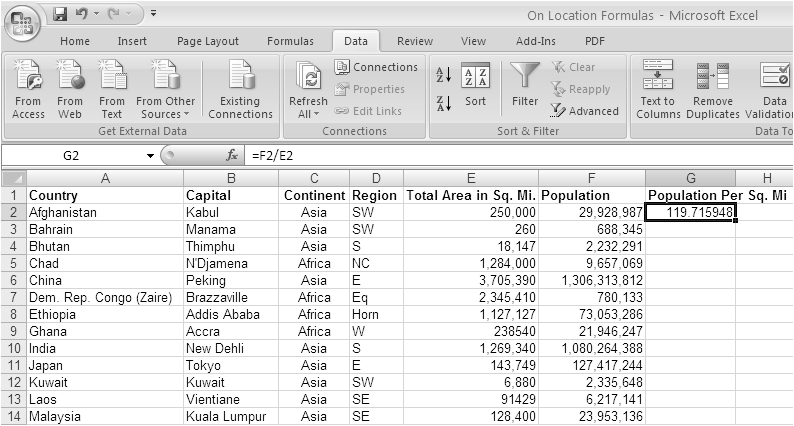 On Location Formulas - Microsoft Excel
Home Insert Page Layout Formulas Data Review View Add-Ins PDF
From Access From Web From Text From Other Sources Existing Connections
Get External Data
Refresh All Connections Properties Edit Links
Connections
A Z Z A Sort A Z Z A Filter Clear Reapply Advanced
Sort & Filter
Text to Columns Remove Duplicates Data Validation
Data To
G2 fx =F2/E2
A B C D E F G H
1 Country Capital Continent Region Total Area in Sq. Mi. Population Population Per Sq. Mi
2 Afghanistan Kabul Asia SW 250,000 29,928,987 119.715948
3 Bahrain Manama Asia SW 260 688,345
4 Bhutan Thimphu Asia S 18,147 2,232,291
5 Chad N'Djamena Africa NC 1,284,000 9,657,069
6 China Peking Asia E 3,705,390 1,306,313,812
7 Dem. Rep. Congo (Zaire) Brazzaville Africa Eq 2,345,410 780,133
8 Ethiopia Addis Ababa Africa Horn 1,127,127 73,053,286
9 Ghana Accra Africa W 238540 21,946,247
10 India New Dehli Asia S 1,269,340 1,080,264,388
11 Japan Tokyo Asia E 143,749 127,417,244
12 Kuwait Kuwait Asia SW 6,880 2,335,648
13 Laos Vientiane Asia SE 91429 6,217,141
14 Malaysia Kuala Lumpur Asia SE 128,400 23,953,136